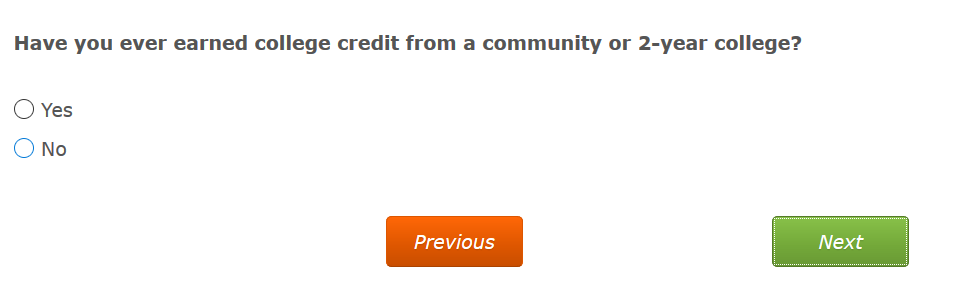 Have you ever earned college credit from a community or 2-year college?
Yes
No
Previous
Next